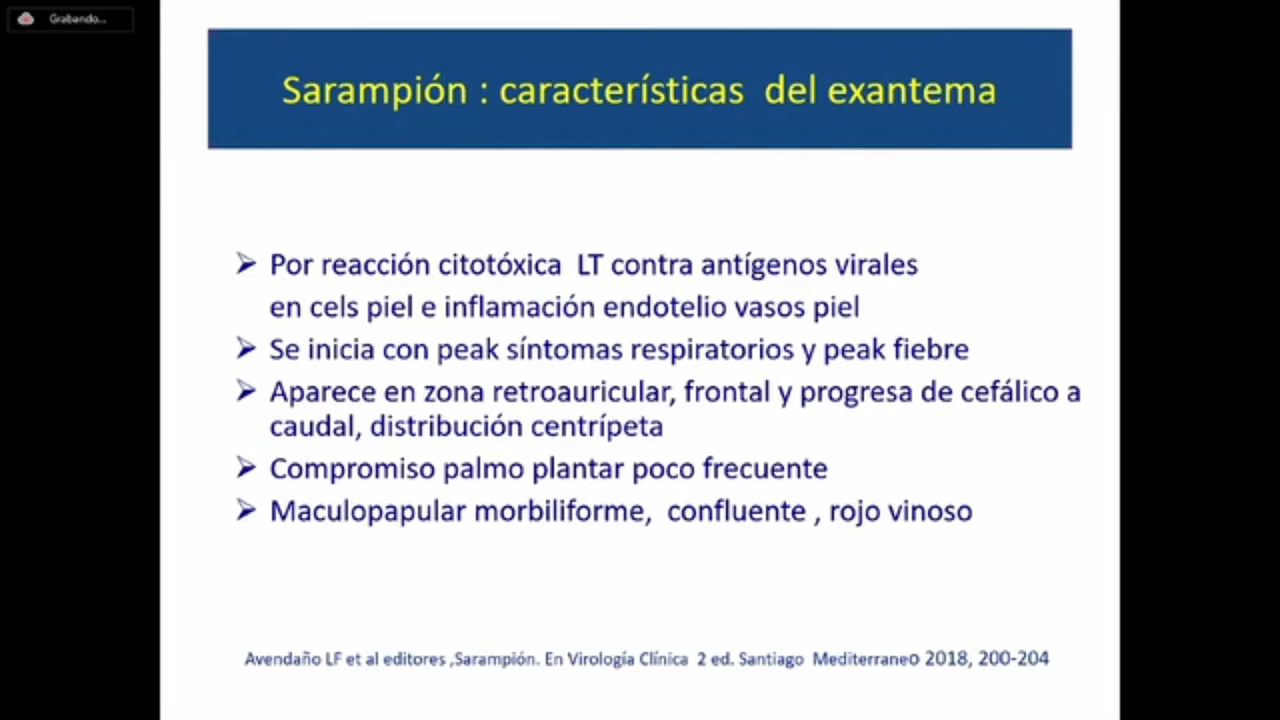 Grabando...
Sarampión : características del exantema
➢ Por reacción citotóxica LT contra antígenos virales
en cels piel e inflamación endotelio vasos piel
➢ Se inicia con peak síntomas respiratorios y peak fiebre
➢ Aparece en zona retroauricular, frontal y progresa de cefálico a
caudal, distribución centrípeta
➢ Compromiso palmo plantar poco frecuente
➢ Maculopapular morbiliforme, confluente , rojo vinoso
Avendaño LF et al editores ,Sarampión. En Virología Clínica 2 ed. Santiago Mediterraneo 2018, 200-204